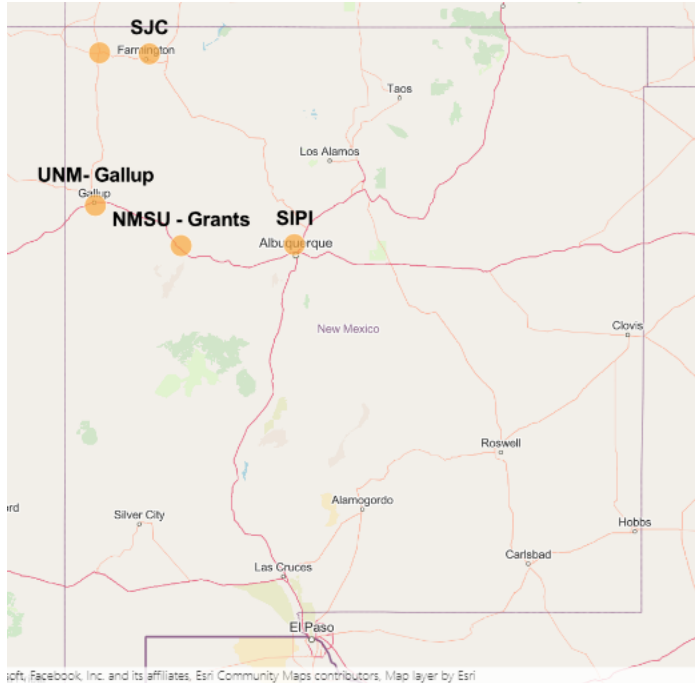 SJC
Farmington
Taos
Los Alamos
UNM- Gallup
Gallup
NMSU - Grants
SIPI
Albuquerque
New Mexico
Clovis
Roswell
Alamogordo
Silver City
Hobbs
Carlsbad
Las Cruces
El Paso
soft, Facebook, Inc. and its affiliates, Esri Community Maps contributors, Map layer by Esri